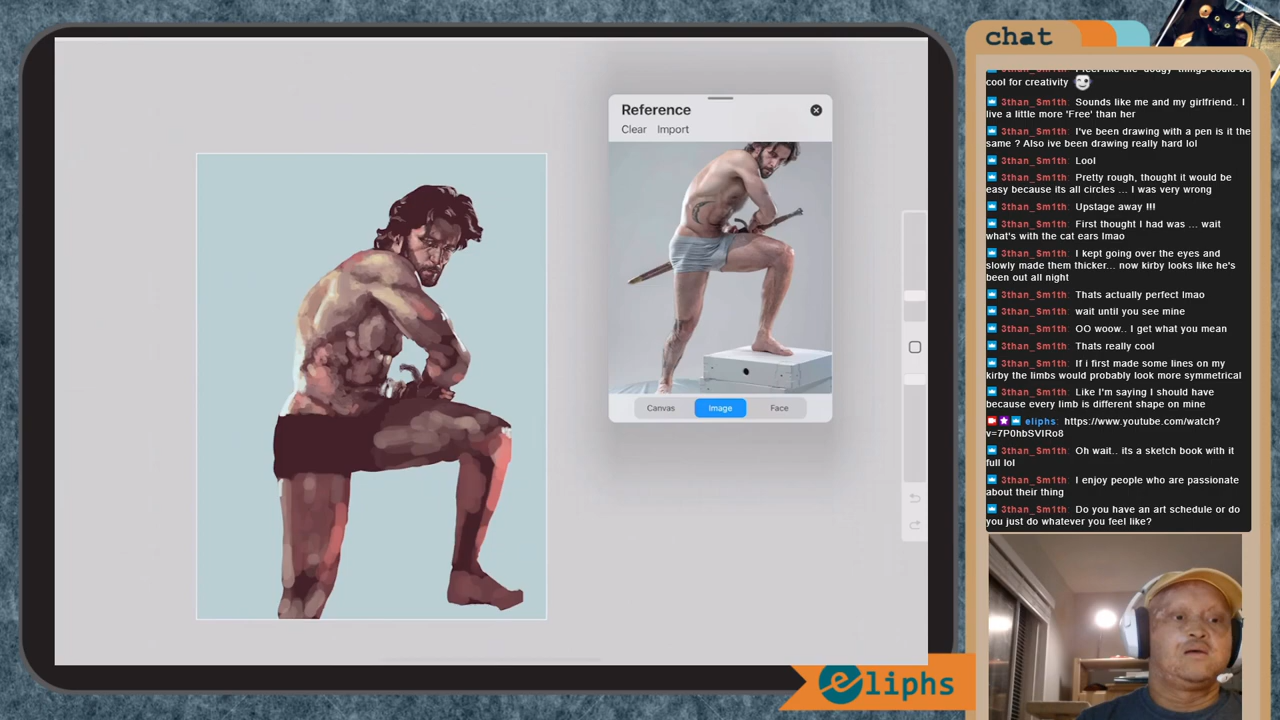 Reference
Clear Import
Canvas Image Face
eliphs
chat
cool for creativity
3than_Sm1th: Sounds like me and my girlfriend.. I
live a little more 'Free' than her
3than_Sm1th: I've been drawing with a pen is it the
same ? Also ive been drawing really hard lol
3than_Sm1th: Lool
3than_Sm1th: Pretty rough, thought it would be
easy because its all circles ... I was very wrong
3than_Sm1th: Upstage away !!!
3than_Sm1th: First thought I had was ... wait
what's with the cat ears lmao
3than_Sm1th: I kept going over the eyes and
slowly made them thicker... now kirby looks like he's
been out all night
3than_Sm1th: Thats actually perfect lmao
3than_Sm1th: wait until you see mine
3than_Sm1th: OO woow.. I get what you mean
3than_Sm1th: Thats really cool
3than_Sm1th: If i first made some lines on my
kirby the limbs would probably look more symmetrical
3than_Sm1th: Like I'm saying I should have
because every limb is different shape on mine
eliphs: https://www.youtube.com/watch?
v=7P0hbSVIRo8
3than_Sm1th: Oh wait.. its a sketch book with it
full lol
3than_Sm1th: I enjoy people who are passionate
about their thing
3than_Sm1th: Do you have an art schedule or do
you just do whatever you feel like?